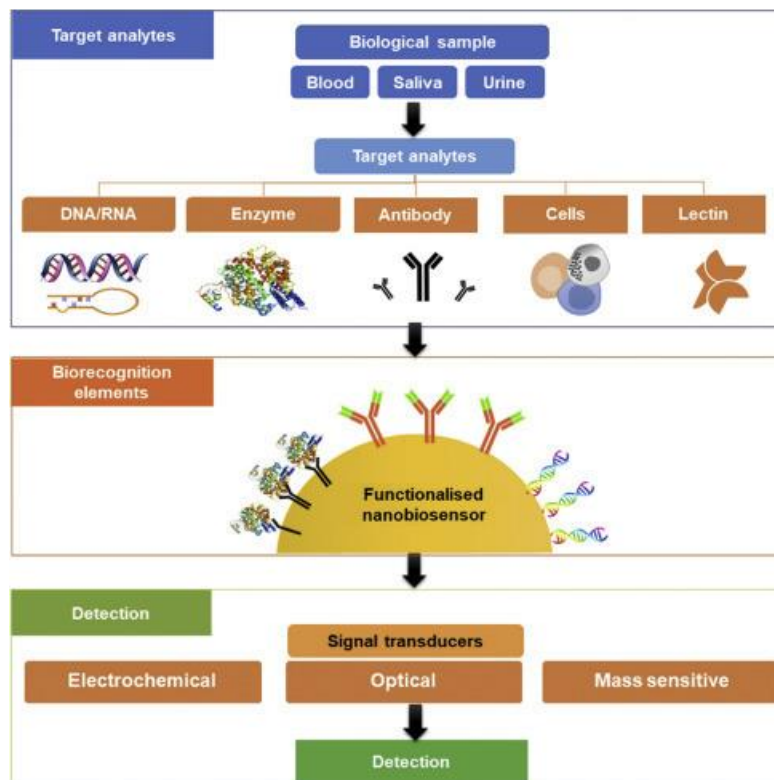 Target analytes
Biological sample
Blood
Saliva
Urine
Target analytes
DNA/RNA
Enzyme
Antibody
Cells
Lectin
Biorecognition
elements
Functionalised
nanobiosensor
Detection
Signal transducers
Electrochemical
Optical
Mass sensitive
Detection